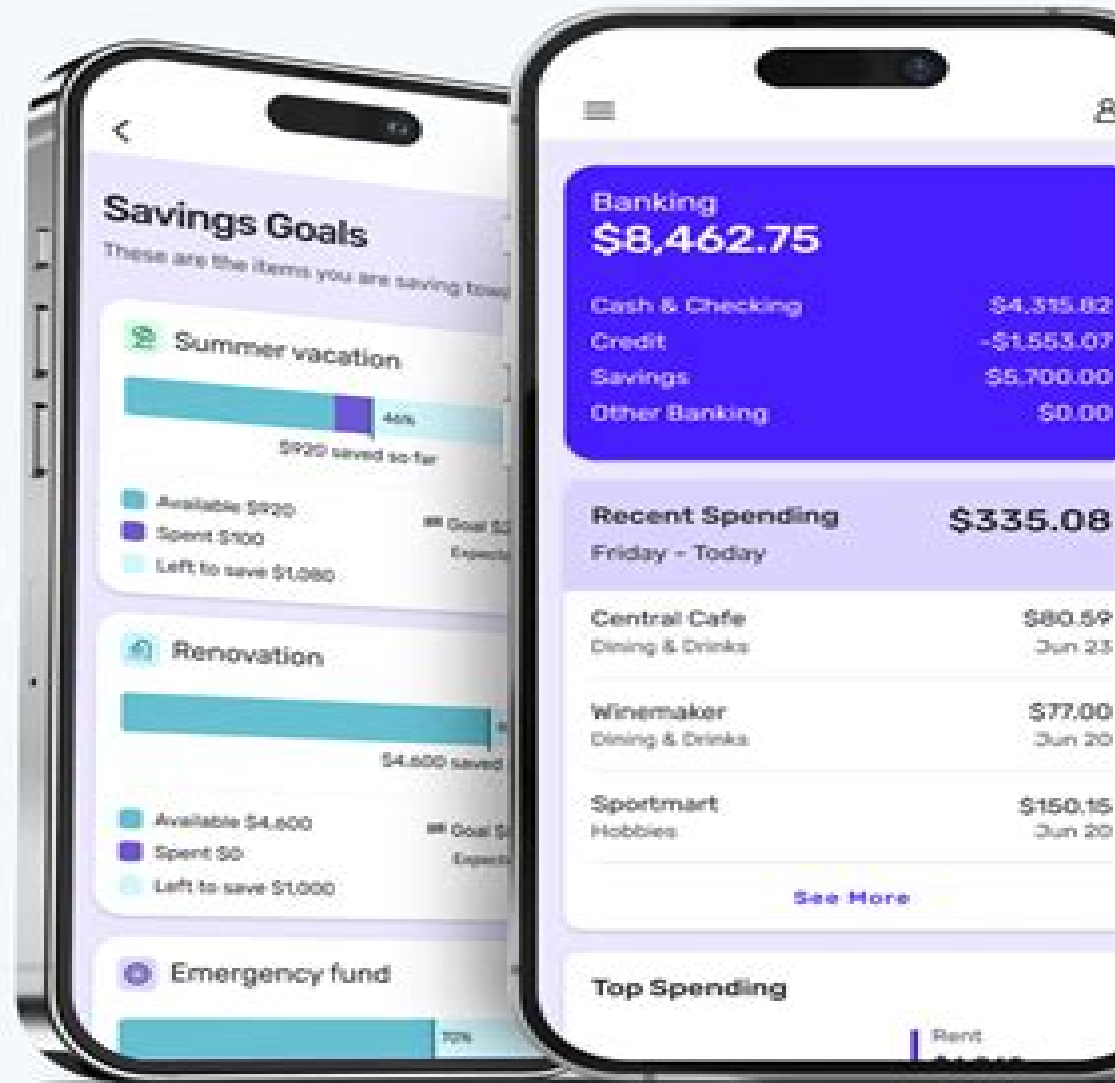 Savings Goals
These are the items you are saving
Summer vacation
46%
$920 saved so far
Available $920
Goal
Spent $100
Left to save $1,080
Renovation
$4,600 saved
Available $4,600
Goal
Spent $0
Left to save $1,000
Emergency fund
70%
Banking
$8,462.75
Cash & Checking $4,315.82
Credit -$1,553.07
Savings $5,700.00
Other Banking $0.00
Recent Spending $335.08
Friday - Today
Central Cafe $80.59
Dining & Drinks Jun 23
Winemaker $77.00
Dining & Drinks Jun 20
Sportmart $150.15
Hobbies Jun 20
See More
Top Spending
Rent